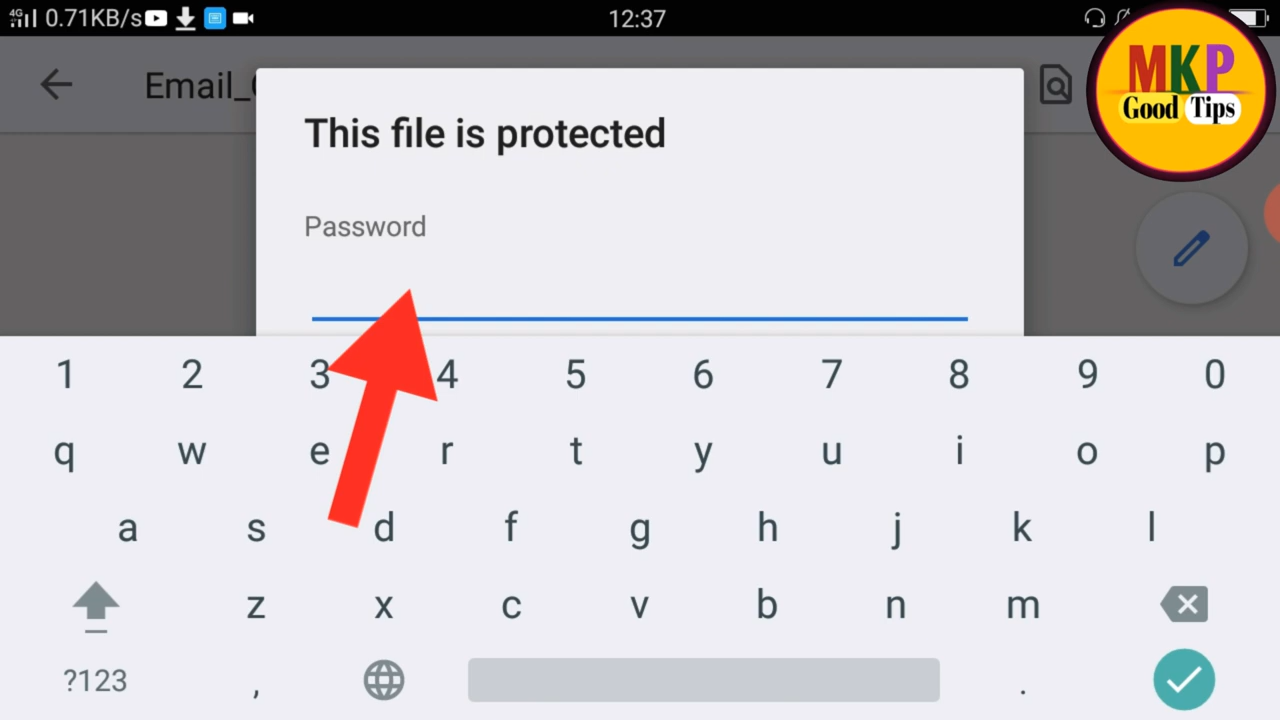 4G 0.71KB/s 12:37
Email_
MKP
Good Tips
This file is protected
Password
1 2 3 4 5 6 7 8 9 0
q w e r t y u i o p
a s d f g h j k l
z x c v b n m
?123 , .